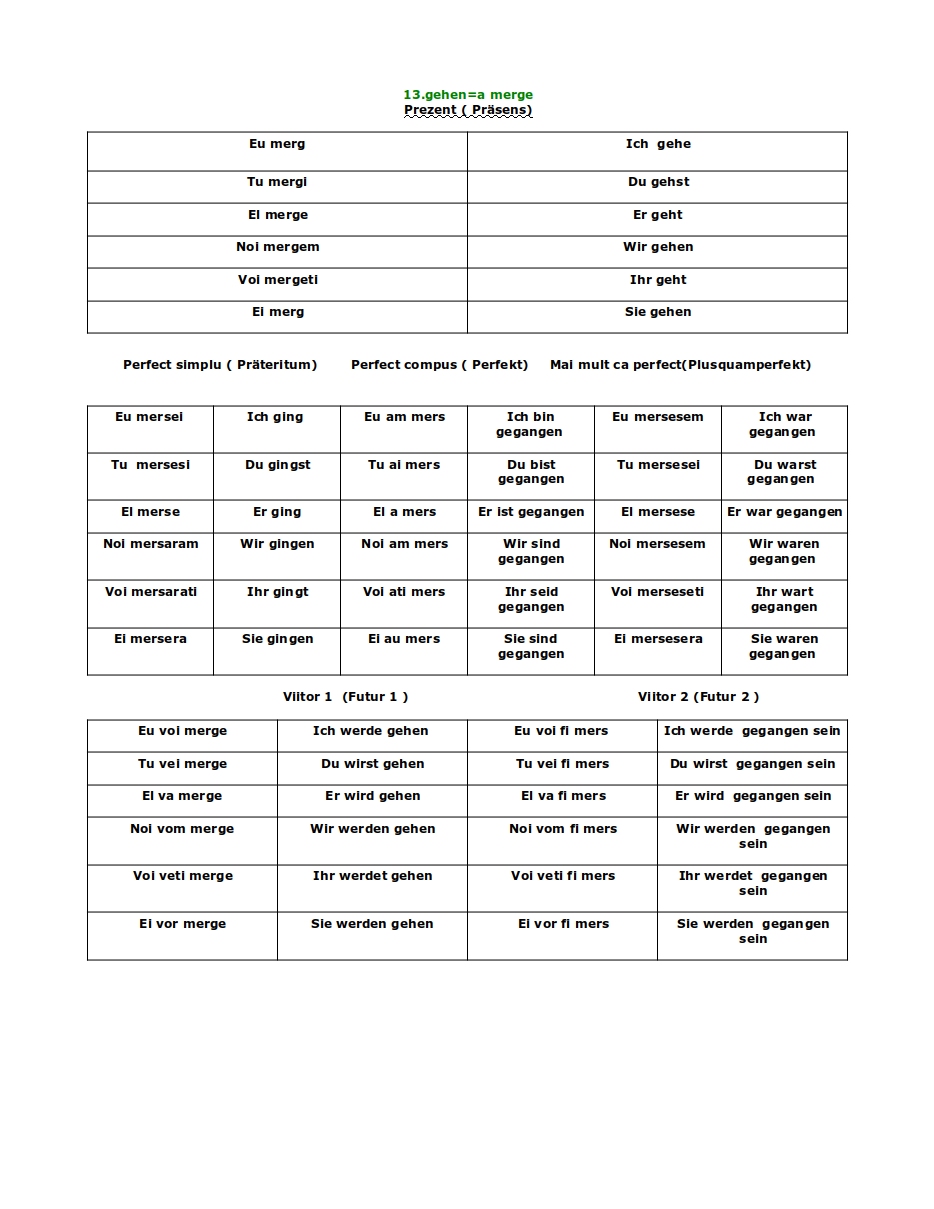 13.gehen=a merge
Prezent ( Präsens)
Eu merg Ich gehe
Tu mergi Du gehst
El merge Er geht
Noi mergem Wir gehen
Voi mergeti Ihr geht
Ei merg Sie gehen
Perfect simplu ( Präteritum) Perfect compus ( Perfekt) Mai mult ca perfect(Plusquamperfekt)
Eu mersei Ich ging Eu am mers Ich bin Eu mersesem Ich war
gegangen gegangen
Tu mersesi Du gingst Tu ai mers Du bist Tu mersesei Du warst
gegangen gegangen
El merse Er ging El a mers Er ist gegangen El mersese Er war gegangen
Noi mersaram Wir gingen Noi am mers Wir sind Noi mersesem Wir waren
gegangen gegangen
Voi mersarati Ihr gingt Voi ati mers Ihr seid Voi merseseti Ihr wart
gegangen gegangen
Ei mersera Sie gingen Ei au mers Sie sind Ei mersesera Sie waren
gegangen gegangen
Viitor 1 (Futur 1 ) Viitor 2 (Futur 2 )
Eu voi merge Ich werde gehen Eu voi fi mers Ich werde gegangen sein
Tu vei merge Du wirst gehen Tu vei fi mers Du wirst gegangen sein
El va merge Er wird gehen El va fi mers Er wird gegangen sein
Noi vom merge Wir werden gehen Noi vom fi mers Wir werden gegangen
sein
Voi veti merge Ihr werdet gehen Voi veti fi mers Ihr werdet gegangen
sein
Ei vor merge Sie werden gehen Ei vor fi mers Sie werden gegangen
sein